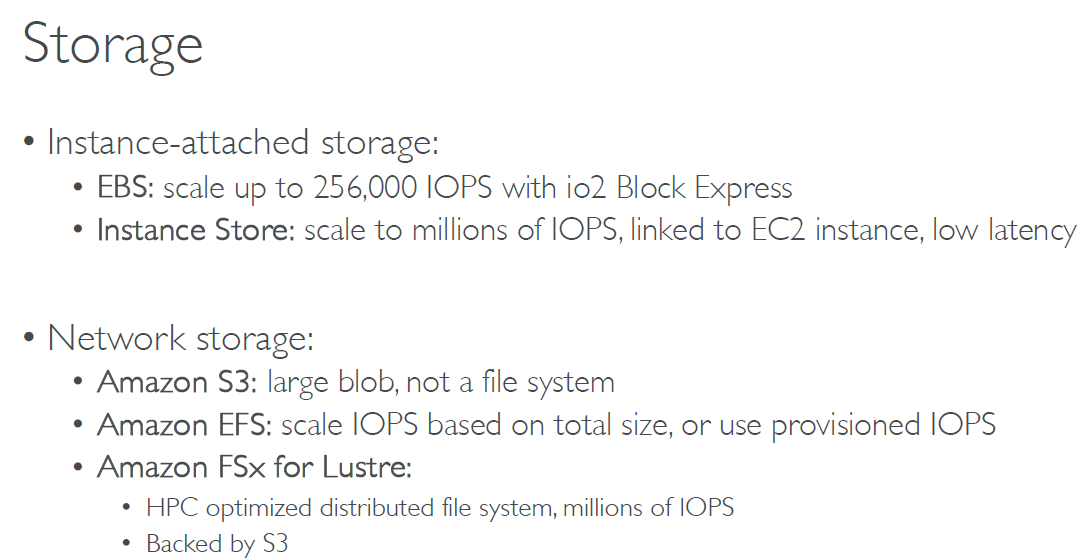 Storage
• Instance-attached storage:
• EBS: scale up to 256,000 IOPS with io2 Block Express
• Instance Store: scale to millions of IOPS, linked to EC2 instance, low latency
• Network storage:
• Amazon S3: large blob, not a file system
• Amazon EFS: scale IOPS based on total size, or use provisioned IOPS
• Amazon FSx for Lustre:
• HPC optimized distributed file system, millions of IOPS
• Backed by S3